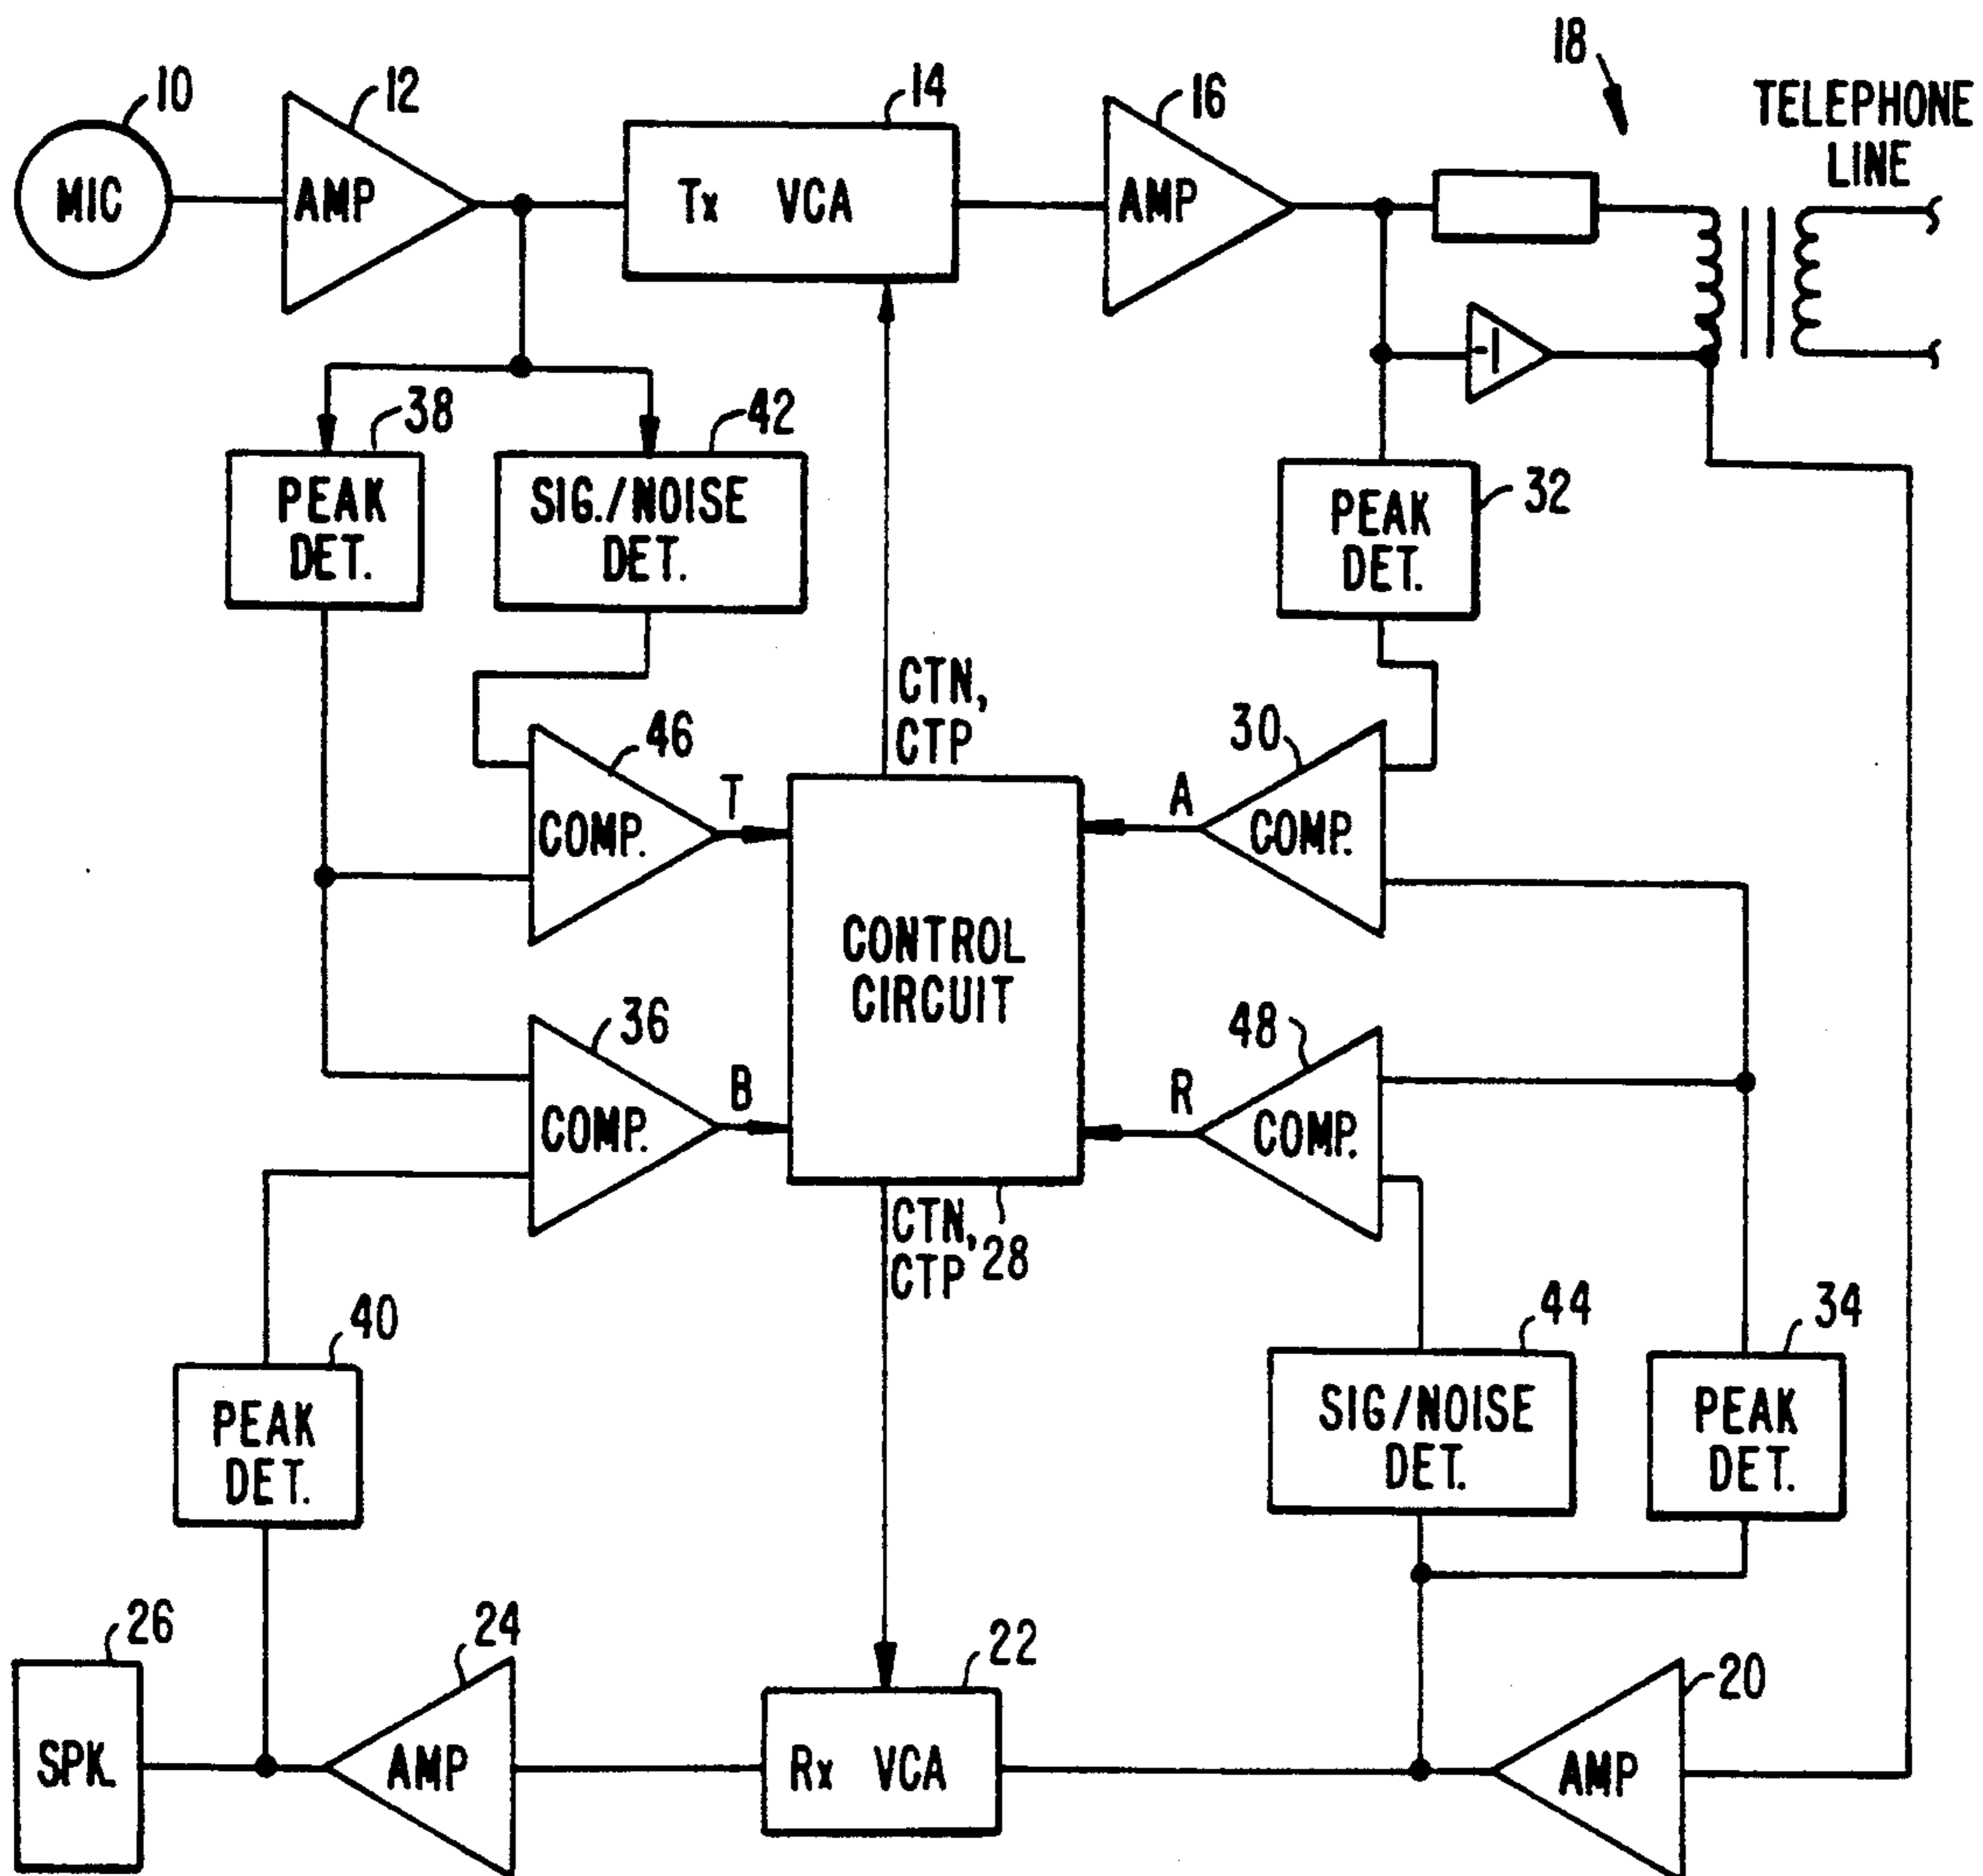 18
10
12
14
16
TELEPHONE
LINE
MIC
AMP
Tx VCA
AMP
-1
38
42
32
PEAK
DET.
SIG./NOISE
DET.
PEAK
DET.
CTN,
CTP
46
30
T
A
COMP.
COMP.
CONTROL
CIRCUIT
36
48
B
R
COMP.
COMP.
CTN,
CTP
28
40
44
34
PEAK
DET.
SIG/NOISE
DET.
PEAK
DET.
26
24
22
20
SPK.
AMP
Rx VCA
AMP